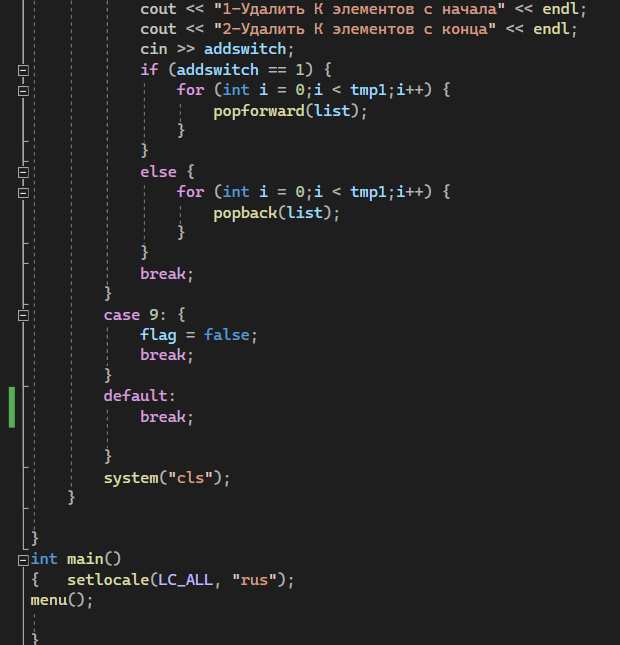 cout << "1-Удалить К элементов с начала" << endl;
cout << "2-Удалить К элементов с конца" << endl;
cin >> addswitch;
if (addswitch == 1) {
for (int i = 0;i < tmp1;i++) {
popforward(list);
}
}
else {
for (int i = 0;i < tmp1;i++) {
popback(list);
}
}
break;
}
case 9: {
flag = false;
break;
}
default:
break;
}
system("cls");
}
}
int main()
{   setlocale(LC_ALL, "rus");
menu();
}